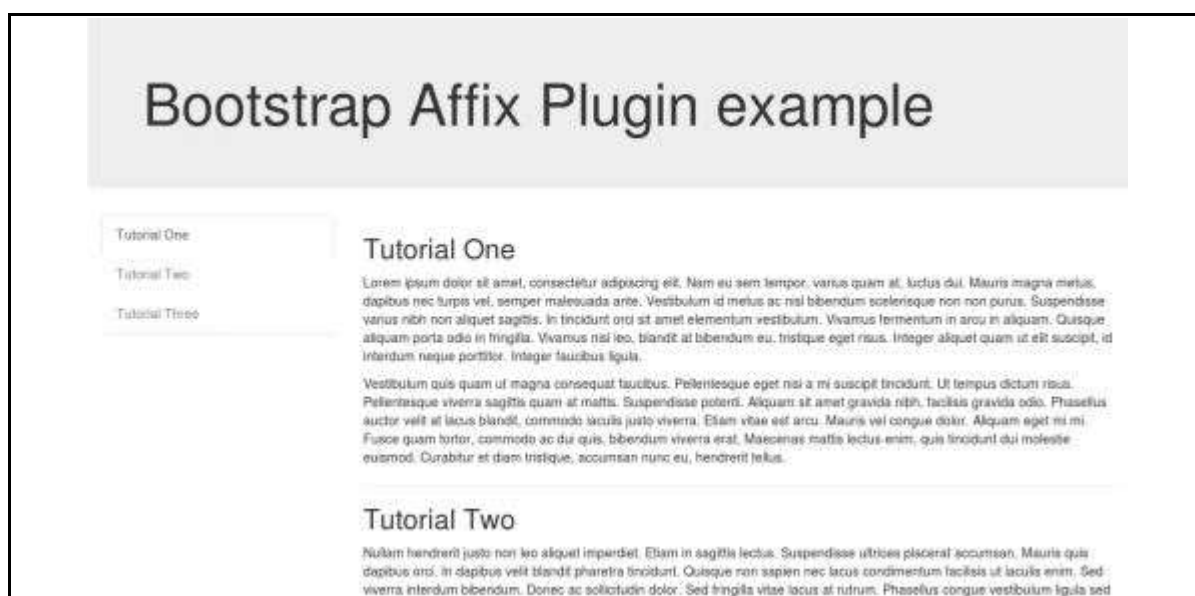 Bootstrap Affix Plugin example
Tutorial One
Tutorial Two
Tutorial Three
Tutorial One
Lorem ipsum dolor sit amet, consectetur adipiscing elit. Nam eu sem tempor, varius quam at, luctus dui. Mauris magna metus,
dapibus nec turpis vel, semper malesuada ante. Vestibulum id metus ac nisl bibendum scelerisque non non purus. Suspendisse
varius nibh non aliquet sagittis. In tincidunt orci sit amet elementum vestibulum. Vivamus fermentum in arcu in aliquam. Quisque
aliquam porta odio in fringilla. Vivamus nisl leo, blandit at bibendum eu, tristique eget risus. Integer aliquet quam ut elit suscipit, id
interdum neque porttitor. Integer faucibus ligula.
Vestibulum quis quam ut magna consequat faucibus. Pellentesque eget nisi a mi suscipit tincidunt. Ut tempus dictum risus.
Pellentesque viverra sagittis quam at mattis. Suspendisse potenti. Aliquam sit amet gravida nibh, facilisis gravida odio. Phasellus
auctor velit at lacus blandit, commodo iaculis justo viverra. Etiam vitae est arcu. Mauris vel congue dolor. Aliquam eget mi mi.
Fusce quam tortor, commodo ac dui quis, bibendum viverra erat. Maecenas mattis lectus enim, quis tincidunt dui molestie
euismod. Curabitur et diam tristique, accumsan nunc eu, hendrerit tellus.
Tutorial Two
Nullam hendrerit justo non leo aliquet imperdiet. Etiam in sagittis lectus. Suspendisse ultrices placerat accumsan. Mauris quis
dapibus orci. In dapibus velit blandit pharetra tincidunt. Quisque non sapien nec lacus condimentum facilisis ut iaculis enim. Sed
viverra interdum bibendum. Donec ac sollicitudin dolor. Sed fringilla vitae lacus at rutrum. Phasellus congue vestibulum ligula sed